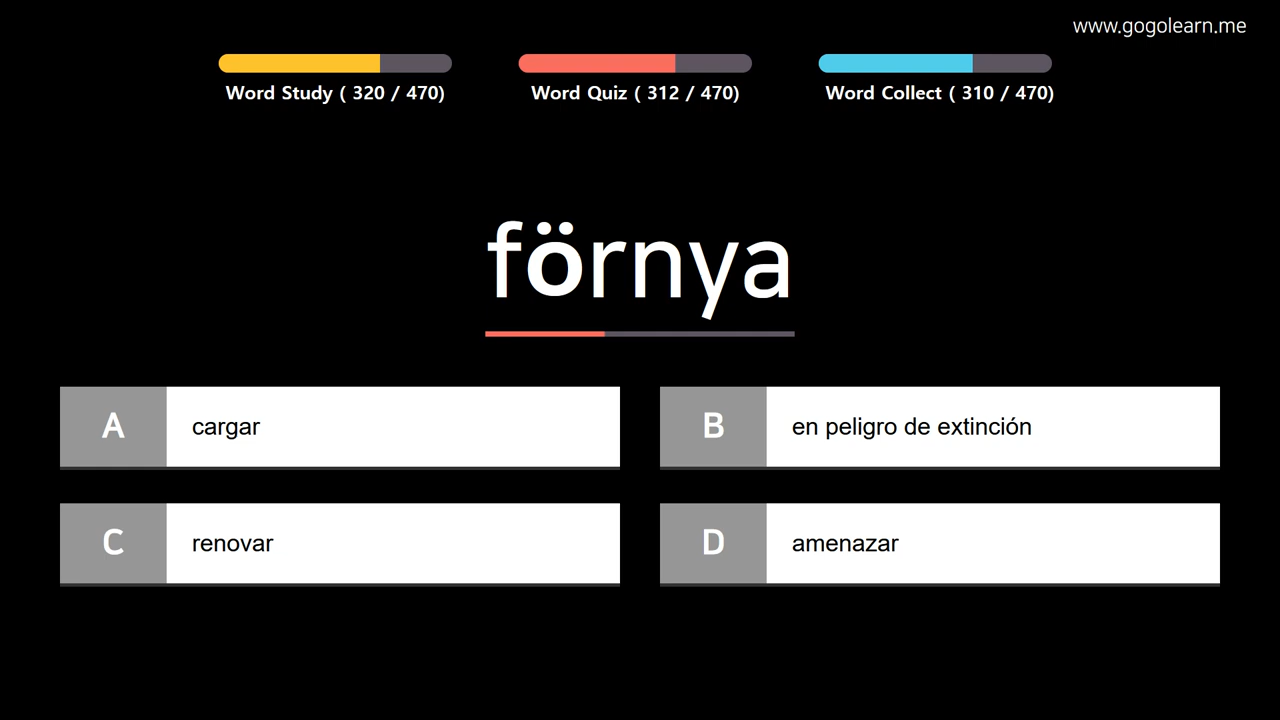 www.gogolearn.me
Word Study ( 320 / 470)
Word Quiz ( 312 / 470)
Word Collect ( 310 / 470)
förnya
A
cargar
B
en peligro de extinción
C
renovar
D
amenazar